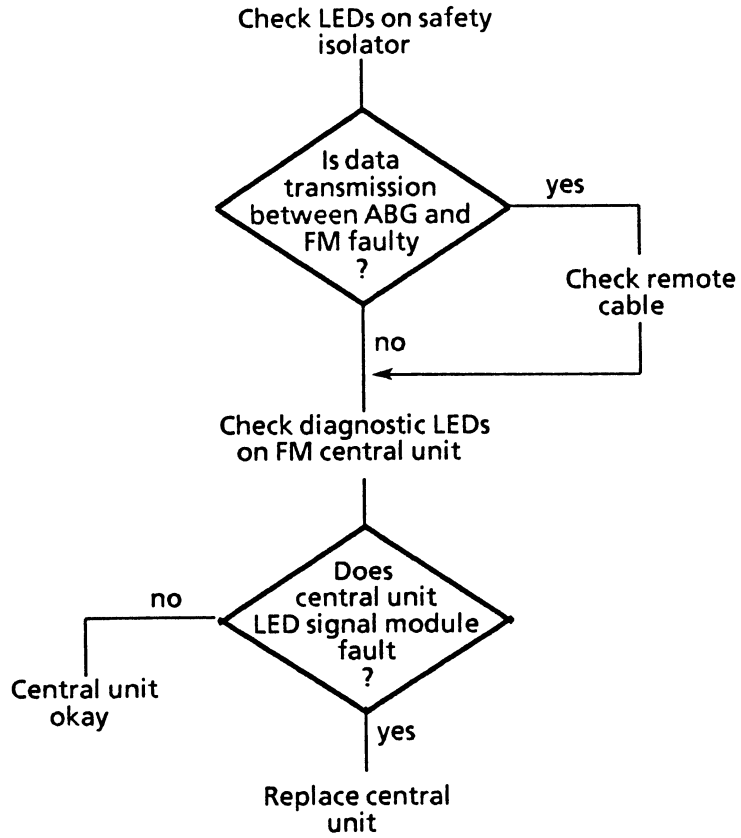 Check LEDs on safety
isolator
Is data
transmission
between ABG and
FM faulty
?
yes
Check remote
cable
no
Check diagnostic LEDs
on FM central unit
Does
central unit
LED signal module
fault
?
no
Central unit
okay
yes
Replace central
unit